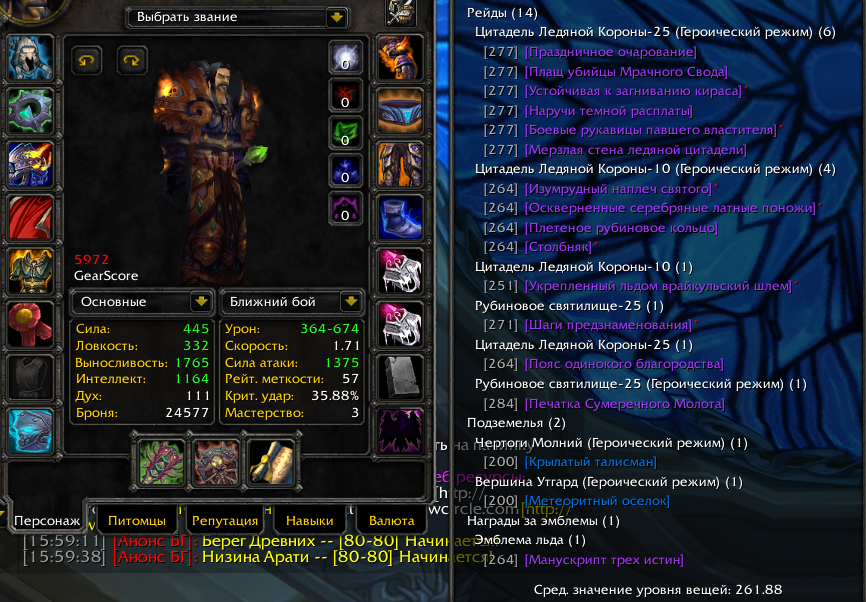 Выбрать звание
0
0
0
0
0
5972
GearScore
Основные
Ближний бой
Сила: 445
Ловкость: 332
Выносливость: 1765
Интеллект: 1164
Дух: 111
Броня: 24577
Урон: 364-674
Скорость: 1.71
Сила атаки: 1375
Рейт. меткости: 57
Крит. удар: 35.88%
Мастерство: 3
Персонаж
Питомцы
Репутация
Навыки
Валюта
[15:59:11] [Анонс БГ]: Берег Древних -- [80-80] Начинается!
[15:59:38] [Анонс БГ]: Низина Арати -- [80-80] Начинается!
Рейды (14)
Цитадель Ледяной Короны-25 (Героический режим) (6)
[277] [Праздничное очарование]
[277] [Плащ убийцы Мрачного Свода]
[277] [Устойчивая к загниванию кираса]*
[277] [Наручи темной расплаты]
[277] [Боевые рукавицы павшего властителя]*
[277] [Мерзлая стена ледяной цитадели]
Цитадель Ледяной Короны-10 (Героический режим) (4)
[264] [Изумрудный наплеч святого]*
[264] [Оскверненные серебряные латные поножи]*
[264] [Плетеное рубиновое кольцо]
[264] [Столбняк]*
Цитадель Ледяной Короны-10 (1)
[251] [Укрепленный льдом врайкульский шлем]*
Рубиновое святилище-25 (1)
[271] [Шаги предзнаменования]*
Цитадель Ледяной Короны-25 (1)
[264] [Пояс одинокого благородства]
Рубиновое святилище-25 (Героический режим) (1)
[284] [Печатка Сумеречного Молота]
Подземелья (2)
Чертоги Молний (Героический режим) (1)
[200] [Крылатый талисман]
Вершина Утгард (Героический режим) (1)
[200] [Метеоритный оселок]
Награды за эмблемы (1)
Эмблема льда (1)
[264] [Манускрипт трех истин]
Сред. значение уровня вещей: 261.88